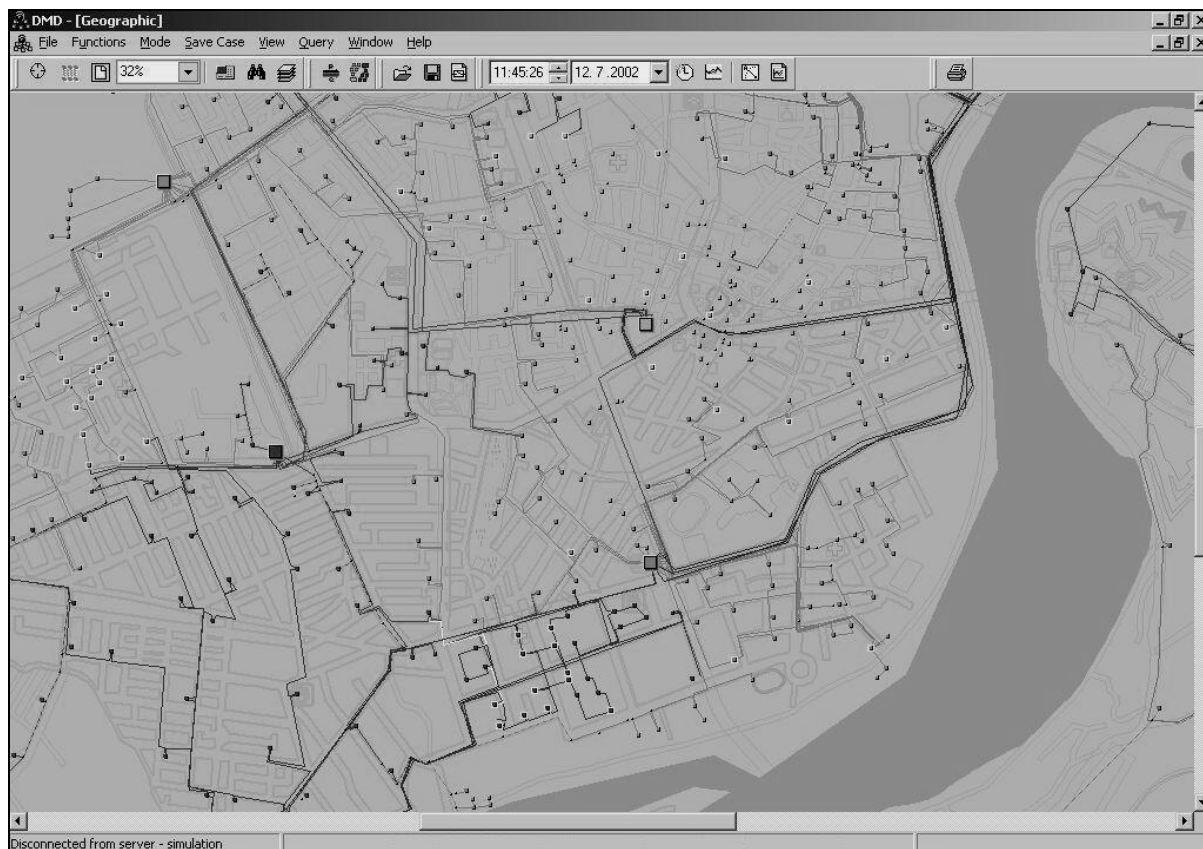 DMD - [Geographic]
File Functions Mode Save Case View Query Window Help
32% 11:45:26 12. 7 .2002
Disconnected from server - simulation